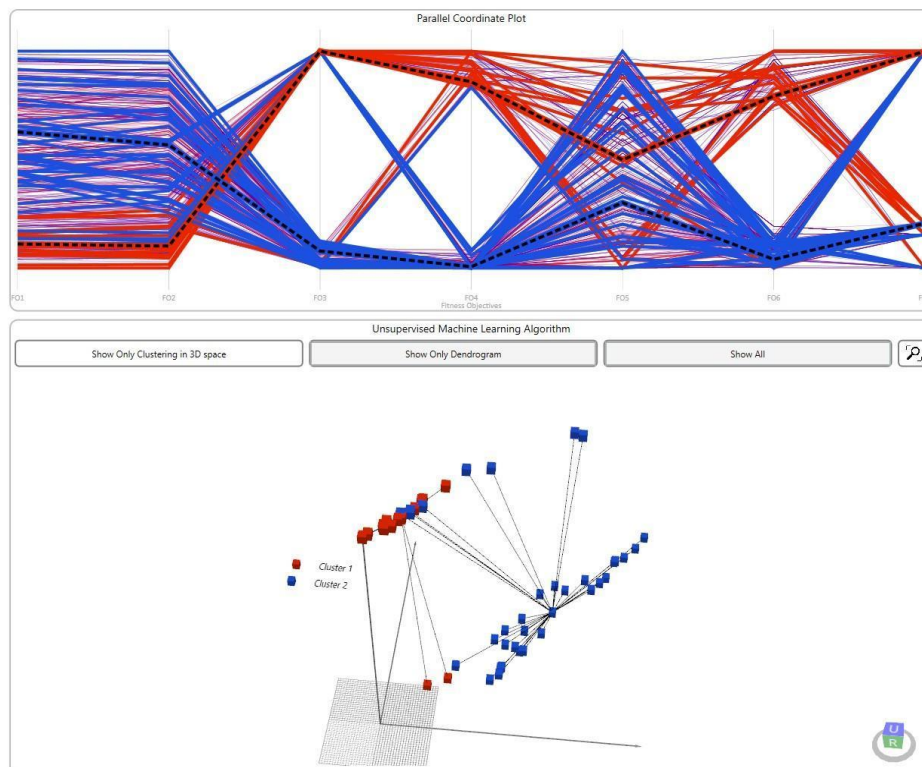 Parallel Coordinate Plot
FO1 FO2 FO3 FO4 FO5 FO6 F
Fitness Objectives
Unsupervised Machine Learning Algorithm
Show Only Clustering in 3D space Show Only Dendrogram Show All
Cluster 1
Cluster 2
U
R